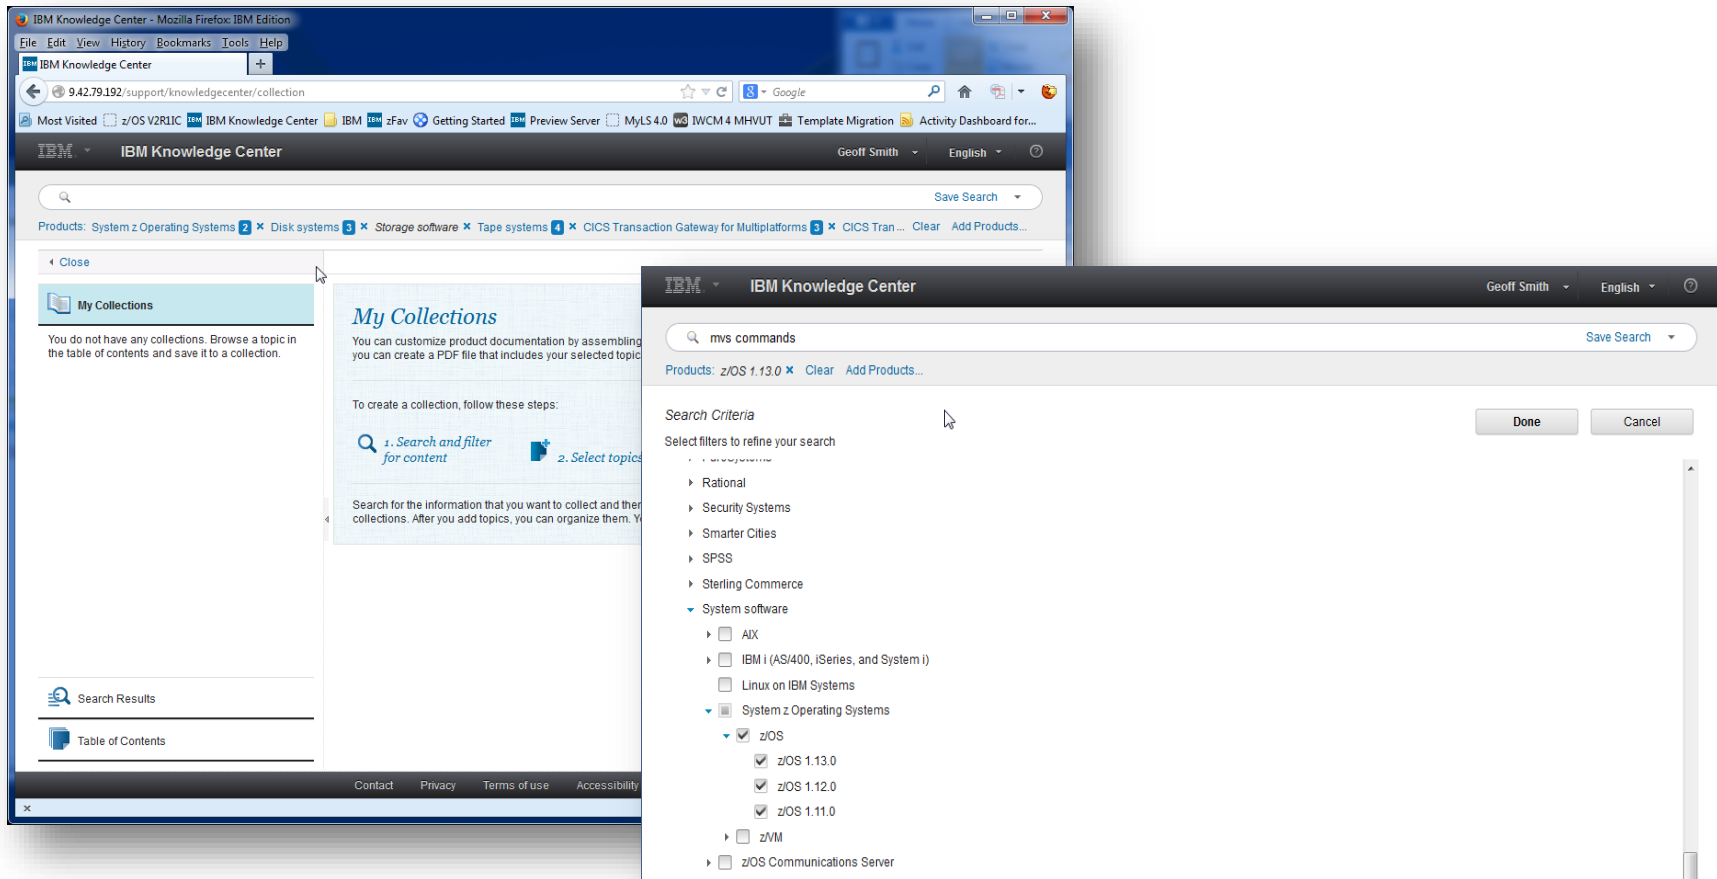 IBM Knowledge Center - Mozilla Firefox: IBM Edition
File Edit View History Bookmarks Tools Help
IBM Knowledge Center +
9.42.79.192/support/knowledgecenter/collection Google
Most Visited z/OS V2R1IC IBM Knowledge Center IBM zFav Getting Started Preview Server MyLS 4.0 IWCM 4 MHVUT Template Migration Activity Dashboard for...
IBM. IBM Knowledge Center Geoff Smith English
Save Search
Products: System z Operating Systems 2 × Disk systems 3 × Storage software × Tape systems 4 × CICS Transaction Gateway for Multiplatforms 3 × CICS Tran... Clear Add Products...
Close
My Collections
You do not have any collections. Browse a topic in
the table of contents and save it to a collection.
Search Results
Table of Contents
My Collections
You can customize product documentation by assembling
you can create a PDF file that includes your selected topic
To create a collection, follow these steps:
1. Search and filter
for content
2. Select topics
Search for the information that you want to collect and ther
collections. After you add topics, you can organize them. Y
Contact Privacy Terms of use Accessibility
×
IBM. IBM Knowledge Center Geoff Smith English ?
mvs commands Save Search
Products: z/OS 1.13.0 × Clear Add Products...
Search Criteria
Done Cancel
Select filters to refine your search
Rational
Security Systems
Smarter Cities
SPSS
Sterling Commerce
System software
AIX
IBM i (AS/400, iSeries, and System i)
Linux on IBM Systems
System z Operating Systems
z/OS
z/OS 1.13.0
z/OS 1.12.0
z/OS 1.11.0
z/VM
z/OS Communications Server